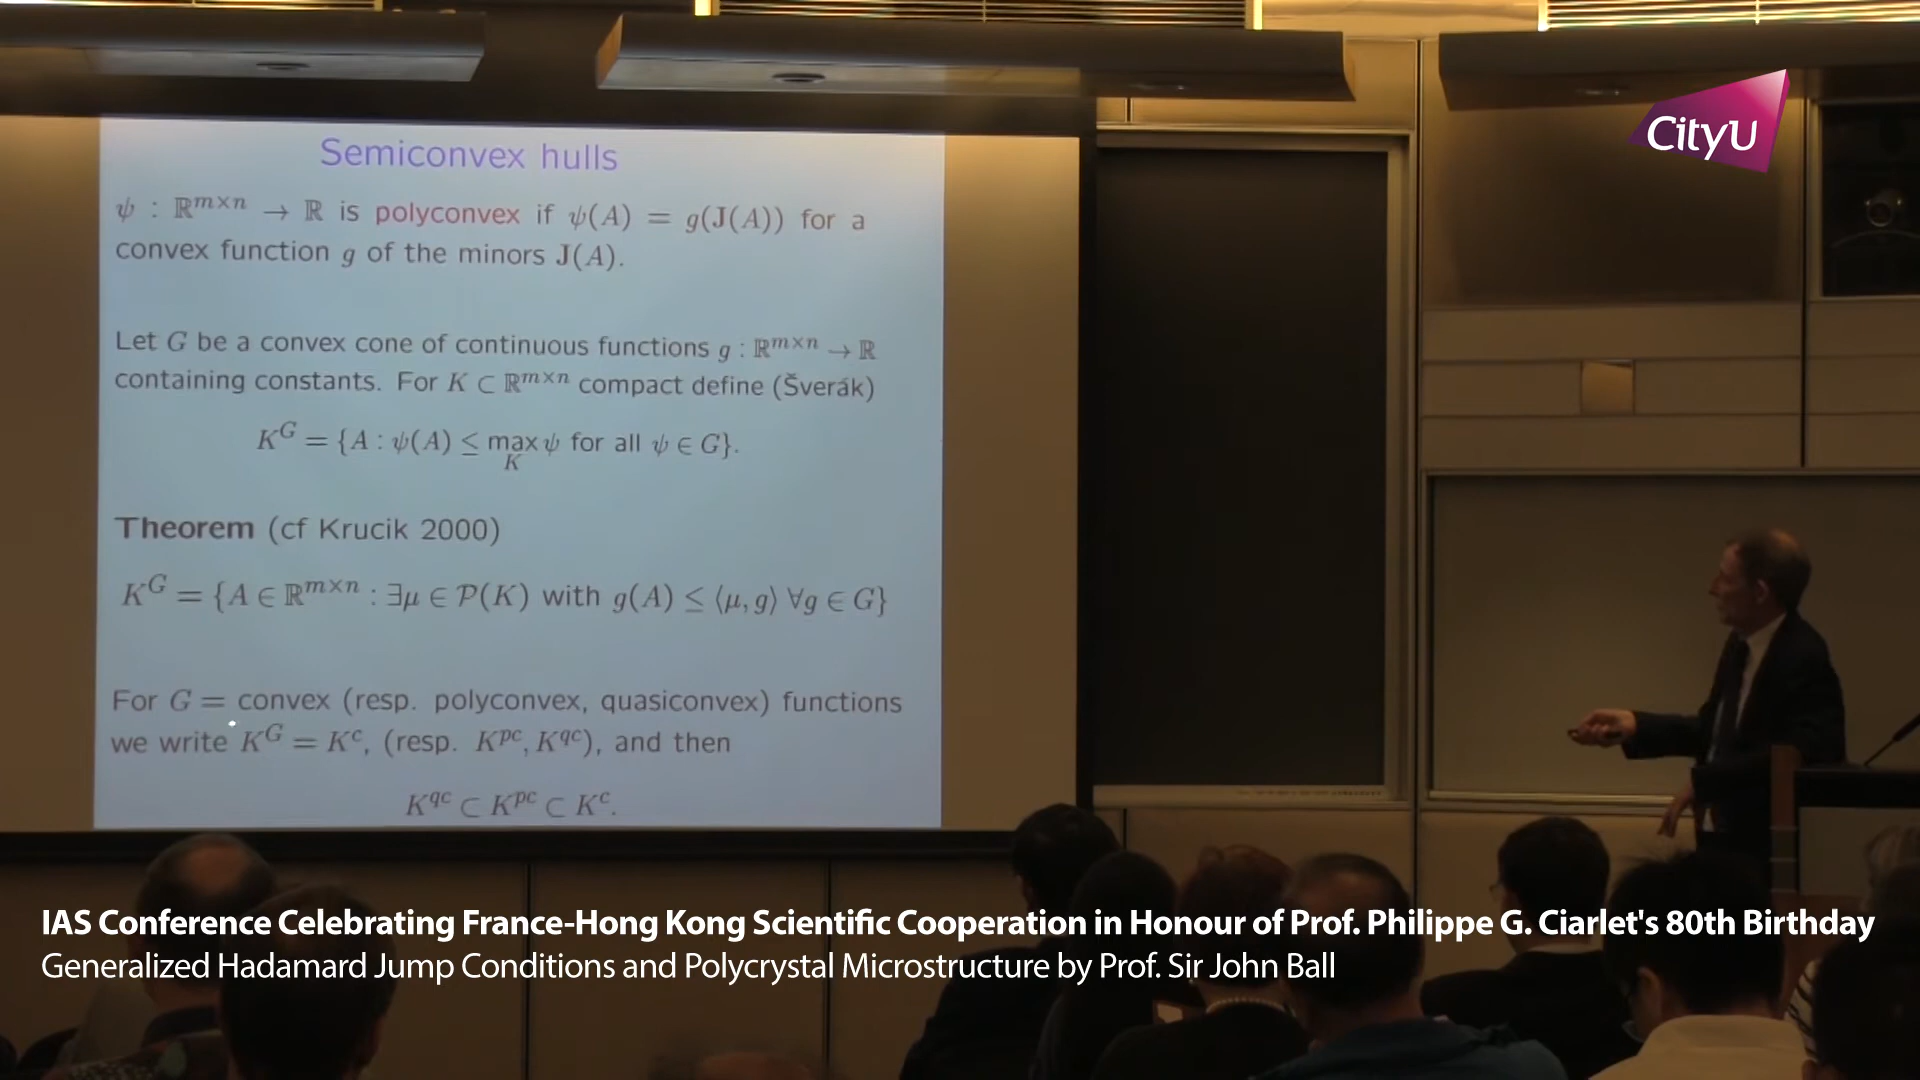 CityU
Semiconvex hulls
ψ : ℝᵐˣⁿ → ℝ is polyconvex if ψ(A) = g(J(A)) for a
convex function g of the minors J(A).
Let G be a convex cone of continuous functions g : ℝᵐˣⁿ → ℝ
containing constants. For K ⊂ ℝᵐˣⁿ compact define (Šverák)
K^G = {A : ψ(A) ≤ max_K ψ for all ψ ∈ G}.
Theorem (cf Krucik 2000)
K^G = {A ∈ ℝᵐˣⁿ : ∃μ ∈ P(K) with g(A) ≤ ⟨μ, g⟩ ∀g ∈ G}
For G = convex (resp. polyconvex, quasiconvex) functions
we write K^G = K^c, (resp. K^pc, K^qc), and then
K^qc ⊂ K^pc ⊂ K^c.
IAS Conference Celebrating France-Hong Kong Scientific Cooperation in Honour of Prof. Philippe G. Ciarlet's 80th Birthday
Generalized Hadamard Jump Conditions and Polycrystal Microstructure by Prof. Sir John Ball